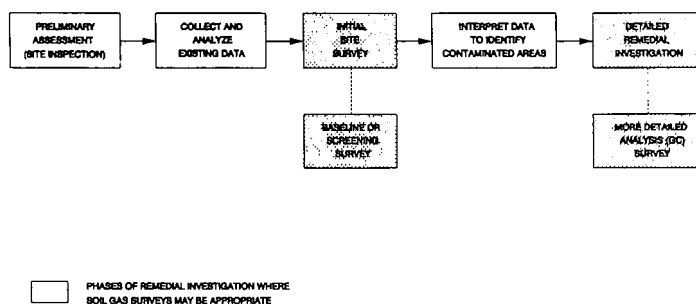 PRELIMINARY
ASSESSMENT
(SITE INSPECTION)
COLLECT AND
ANALYZE
EXISTING DATA
INITIAL
SITE
SURVEY
INTERPRET DATA
TO IDENTIFY
CONTAMINATED AREAS
DETAILED
REMEDIAL
INVESTIGATION
BASELINE OR
SCREENING
SURVEY
MORE DETAILED
ANALYSIS (GC)
SURVEY
PHASES OF REMEDIAL INVESTIGATION WHERE
SOIL GAS SURVEYS MAY BE APPROPRIATE